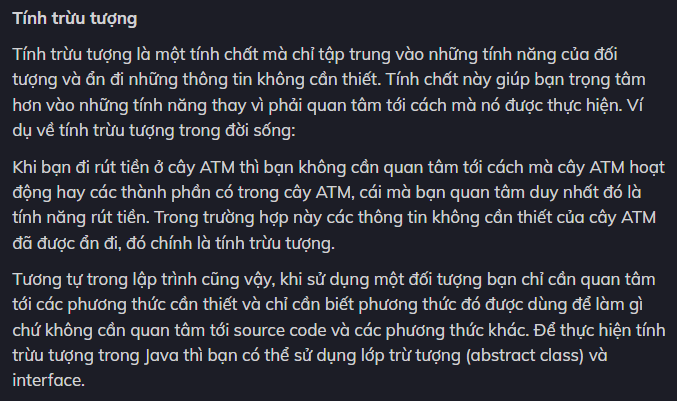 Tính trừu tượng
Tính trừu tượng là một tính chất mà chỉ tập trung vào những tính năng của đối
tượng và ẩn đi những thông tin không cần thiết. Tính chất này giúp bạn trọng tâm
hơn vào những tính năng thay vì phải quan tâm tới cách mà nó được thực hiện. Ví
dụ về tính trừu tượng trong đời sống:
Khi bạn đi rút tiền ở cây ATM thì bạn không cần quan tâm tới cách mà cây ATM hoạt
động hay các thành phần có trong cây ATM, cái mà bạn quan tâm duy nhất đó là
tính năng rút tiền. Trong trường hợp này các thông tin không cần thiết của cây ATM
đã được ẩn đi, đó chính là tính trừu tượng.
Tương tự trong lập trình cũng vậy, khi sử dụng một đối tượng bạn chỉ cần quan tâm
tới các phương thức cần thiết và chỉ cần biết phương thức đó được dùng để làm gì
chứ không cần quan tâm tới source code và các phương thức khác. Để thực hiện tính
trừu tượng trong Java thì bạn có thể sử dụng lớp trừ tượng (abstract class) và
interface.